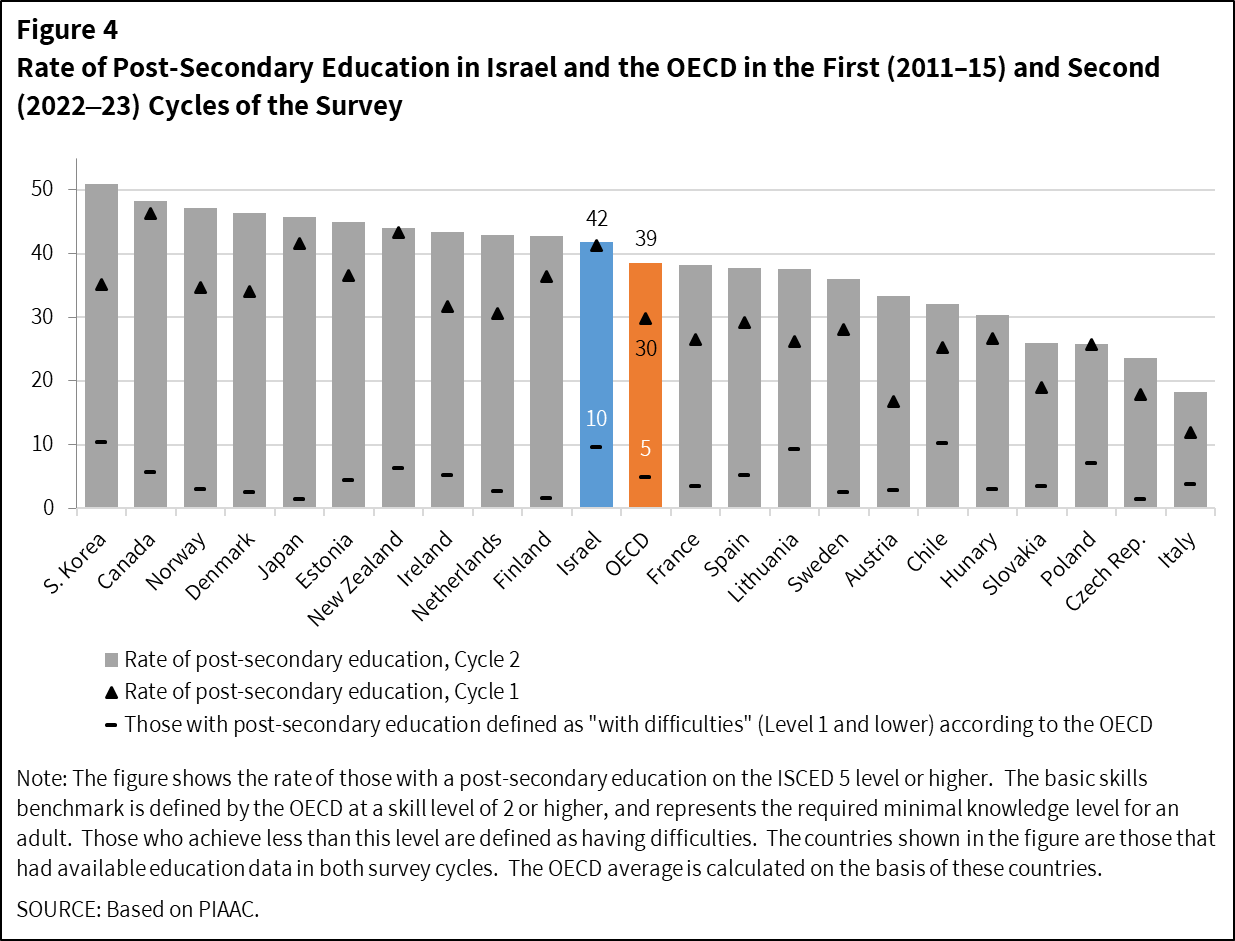 Figure 4
Rate of Post-Secondary Education in Israel and the OECD in the First (2011–15) and Second
(2022–23) Cycles of the Survey
50
40
30
20
10
0
42
39
30
10
5
S. Korea
Canada
Norway
Denmark
Japan
Estonia
New Zealand
Ireland
Netherlands
Finland
Israel
OECD
France
Spain
Lithuania
Sweden
Austria
Chile
Hunary
Slovakia
Poland
Czech Rep.
Italy
Rate of post-secondary education, Cycle 2
Rate of post-secondary education, Cycle 1
Those with post-secondary education defined as "with difficulties" (Level 1 and lower) according to the OECD
Note: The figure shows the rate of those with a post-secondary education on the ISCED 5 level or higher. The basic skills
benchmark is defined by the OECD at a skill level of 2 or higher, and represents the required minimal knowledge level for an
adult. Those who achieve less than this level are defined as having difficulties. The countries shown in the figure are those that
had available education data in both survey cycles. The OECD average is calculated on the basis of these countries.
SOURCE: Based on PIAAC.